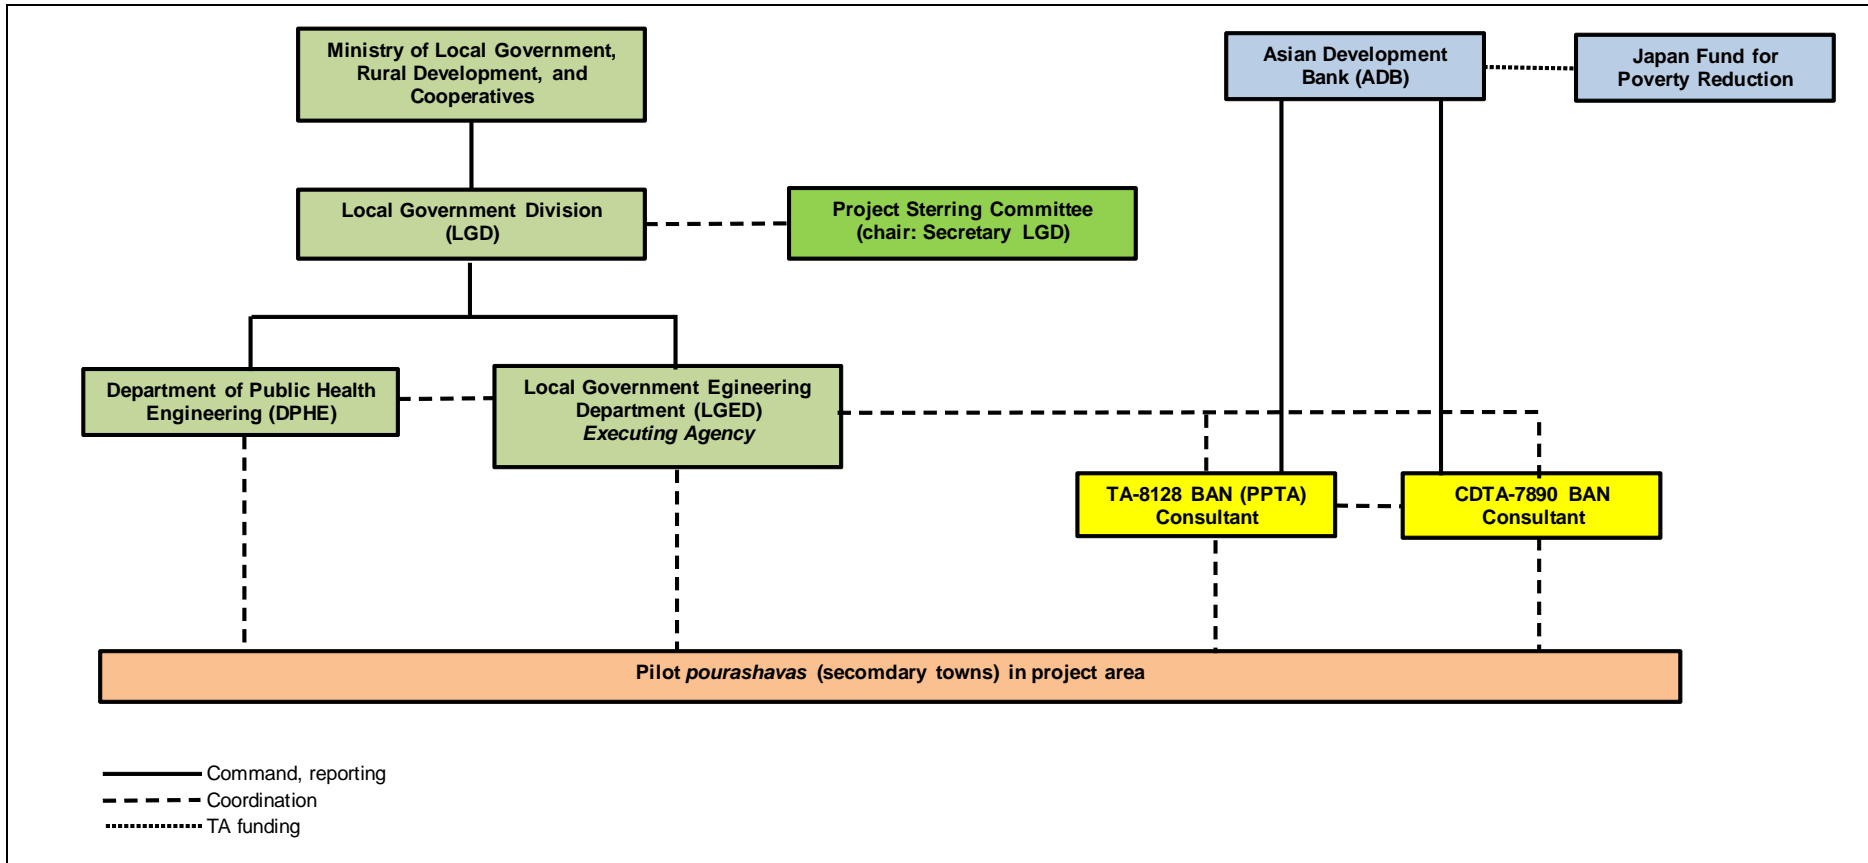 Ministry of Local Government,
Rural Development, and
Cooperatives
Asian Development
Bank (ADB)
Japan Fund for
Poverty Reduction
Local Government Division
(LGD)
Project Sterring Committee
(chair: Secretary LGD)
Department of Public Health
Engineering (DPHE)
Local Government Egineering
Department (LGED)
Executing Agency
TA-8128 BAN (PPTA)
Consultant
CDTA-7890 BAN
Consultant
Pilot pourashavas (secomdary towns) in project area
Command, reporting
Coordination
TA funding